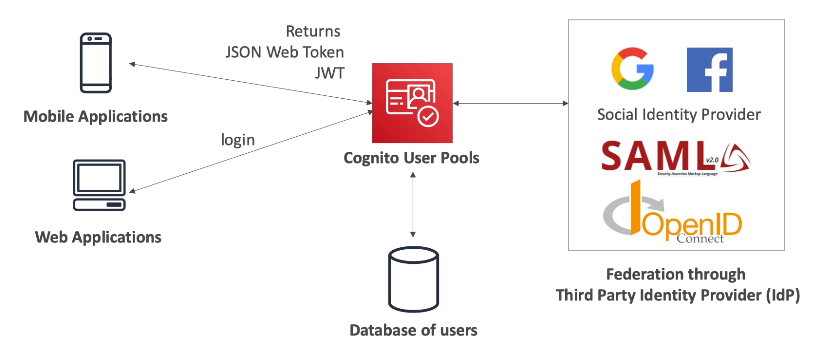 Returns
JSON Web Token
JWT
Mobile Applications
login
Web Applications
Cognito User Pools
Database of users
Social Identity Provider
SAML v2.0
Security Assertion Markup Language
OpenID
Connect
Federation through
Third Party Identity Provider (IdP)